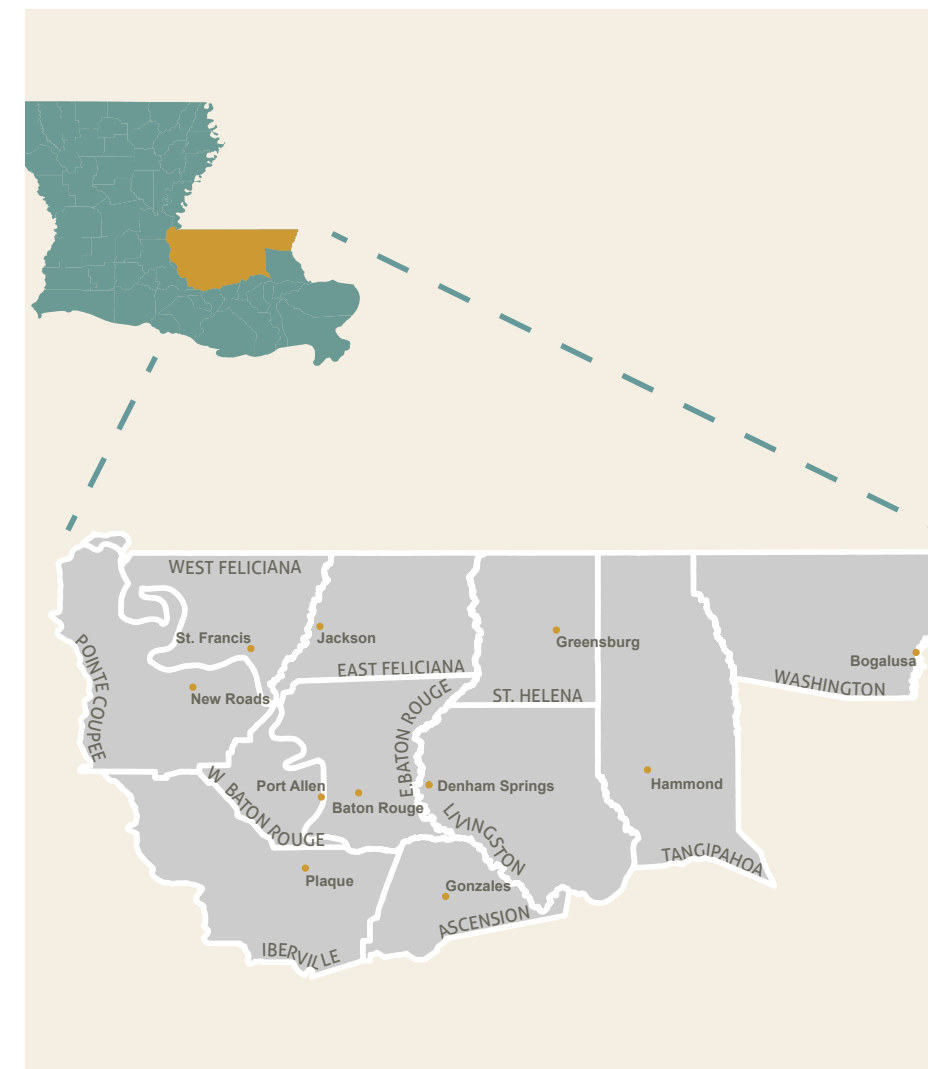 WEST FELICIANA
St. Francis
Jackson
Greensburg
Bogalusa
POINTE COUPEE
EAST FELICIANA
New Roads
WASHINGTON
ST. HELENA
E.BATON ROUGE
W. BATON ROUGE
Port Allen
Baton Rouge
Denham Springs
Hammond
LIVINGSTON
TANGIPAHOA
Plaque
Gonzales
ASCENSION
IBERVILLE